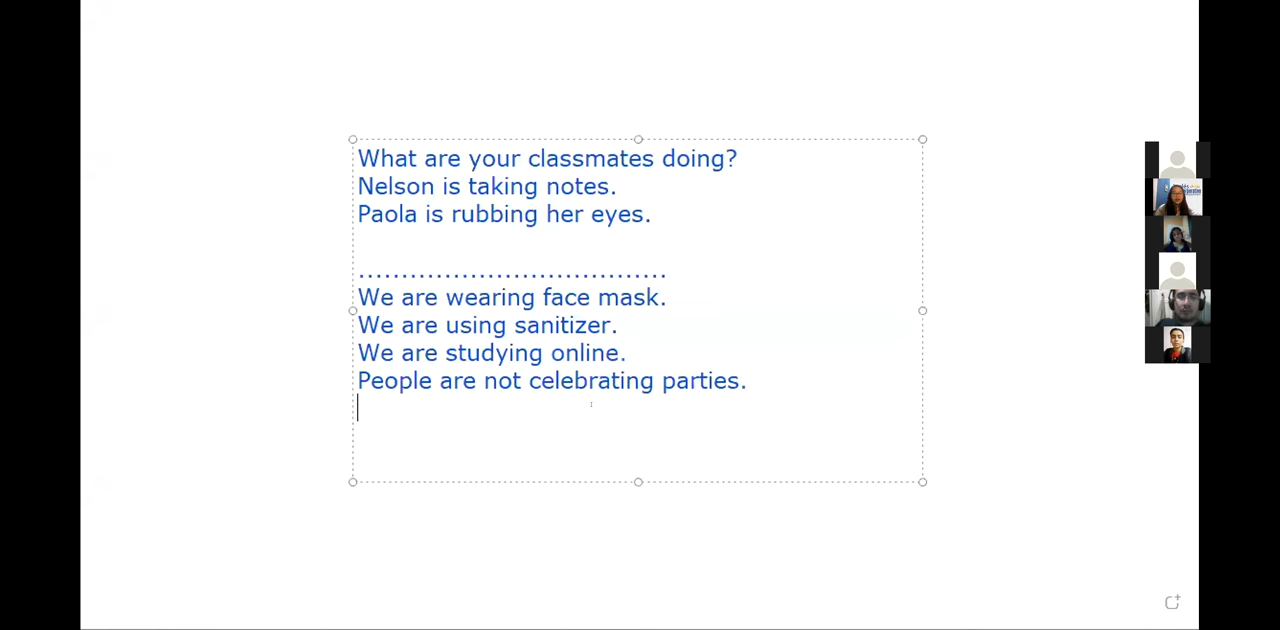 What are your classmates doing?
Nelson is taking notes.
Paola is rubbing her eyes.
...................................
We are wearing face mask.
We are using sanitizer.
We are studying online.
People are not celebrating parties.